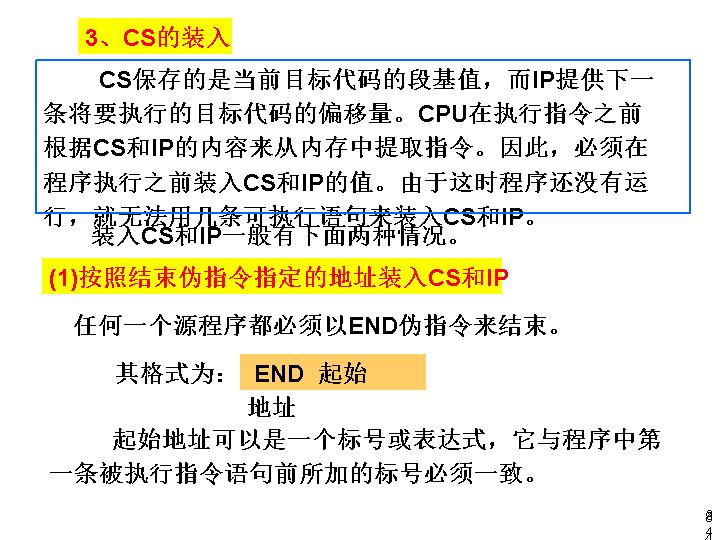 3、CS的装入
CS保存的是当前目标代码的段基值，而IP提供下一
条将要执行的目标代码的偏移量。CPU在执行指令之前
根据CS和IP的内容来从内存中提取指令。因此，必须在
程序执行之前装入CS和IP的值。由于这时程序还没有运
行，就无法用几条可执行语句来装入CS和IP。
装入CS和IP一般有下面两种情况。
(1)按照结束伪指令指定的地址装入CS和IP
任何一个源程序都必须以END伪指令来结束。
其格式为： END 起始
地址
起始地址可以是一个标号或表达式，它与程序中第
一条被执行指令语句前所加的标号必须一致。